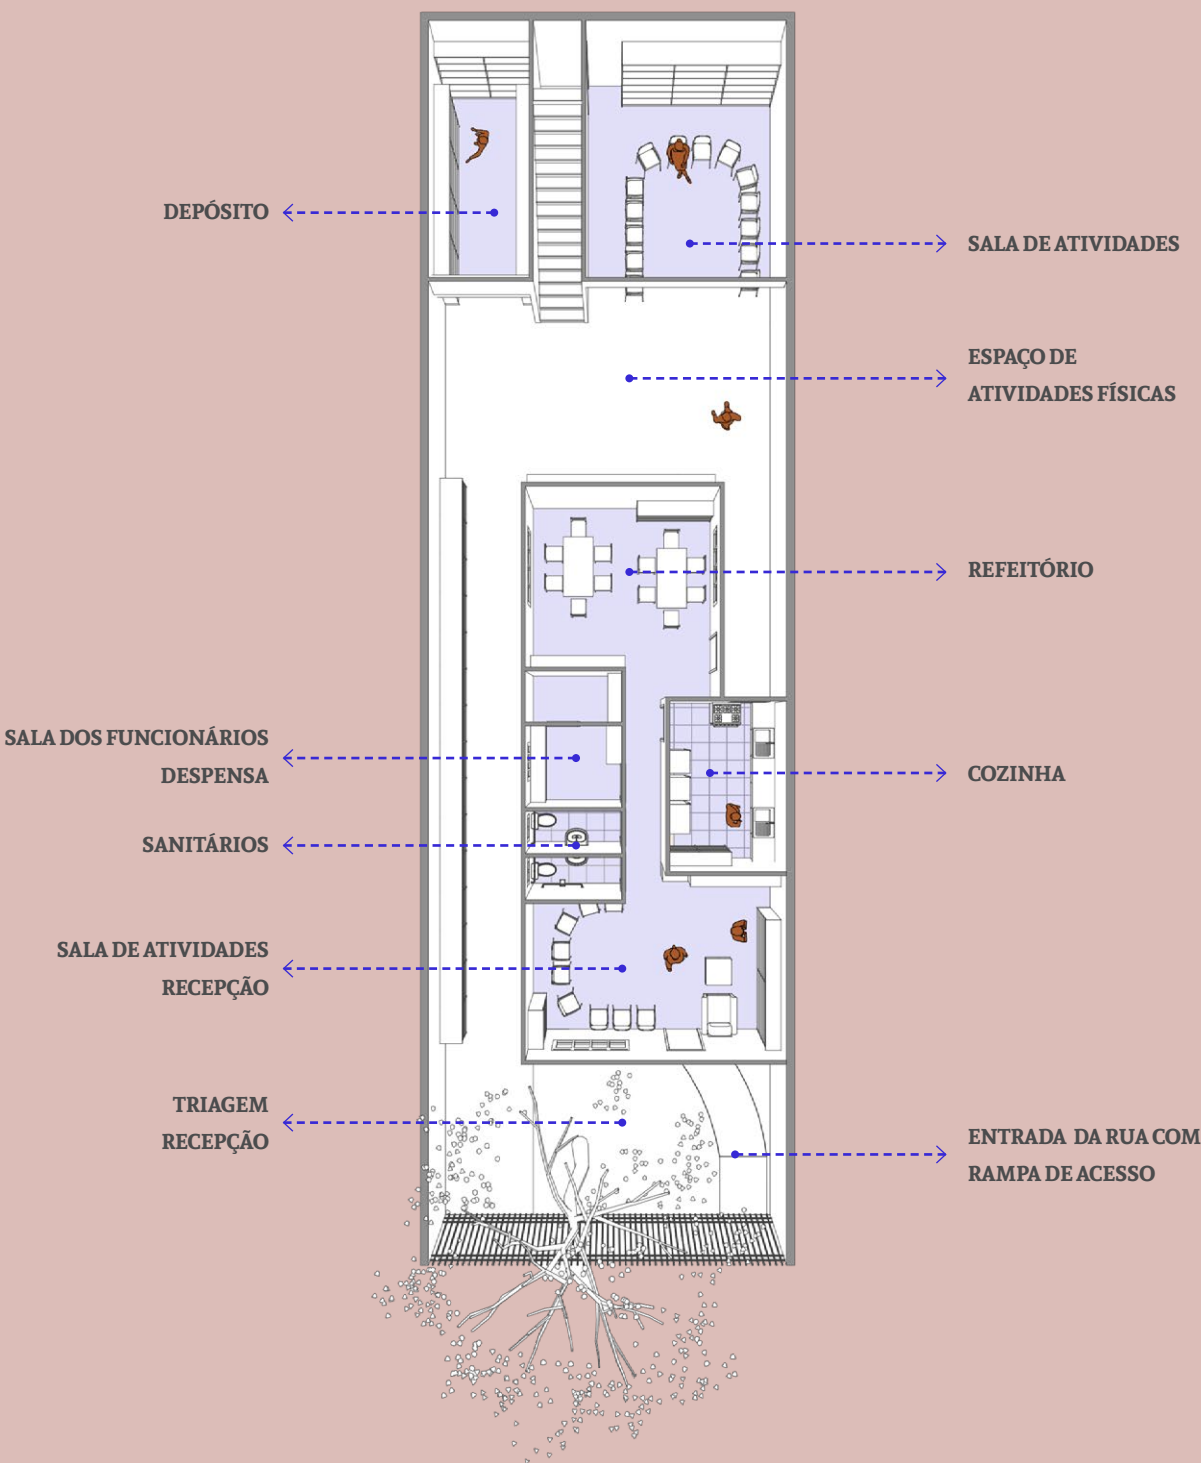 DEPÓSITO
SALA DE ATIVIDADES
ESPAÇO DE
ATIVIDADES FÍSICAS
REFEITÓRIO
SALA DOS FUNCIONÁRIOS
DESPENSA
COZINHA
SANITÁRIOS
SALA DE ATIVIDADES
RECEPÇÃO
TRIAGEM
RECEPÇÃO
ENTRADA DA RUA COM
RAMPA DE ACESSO